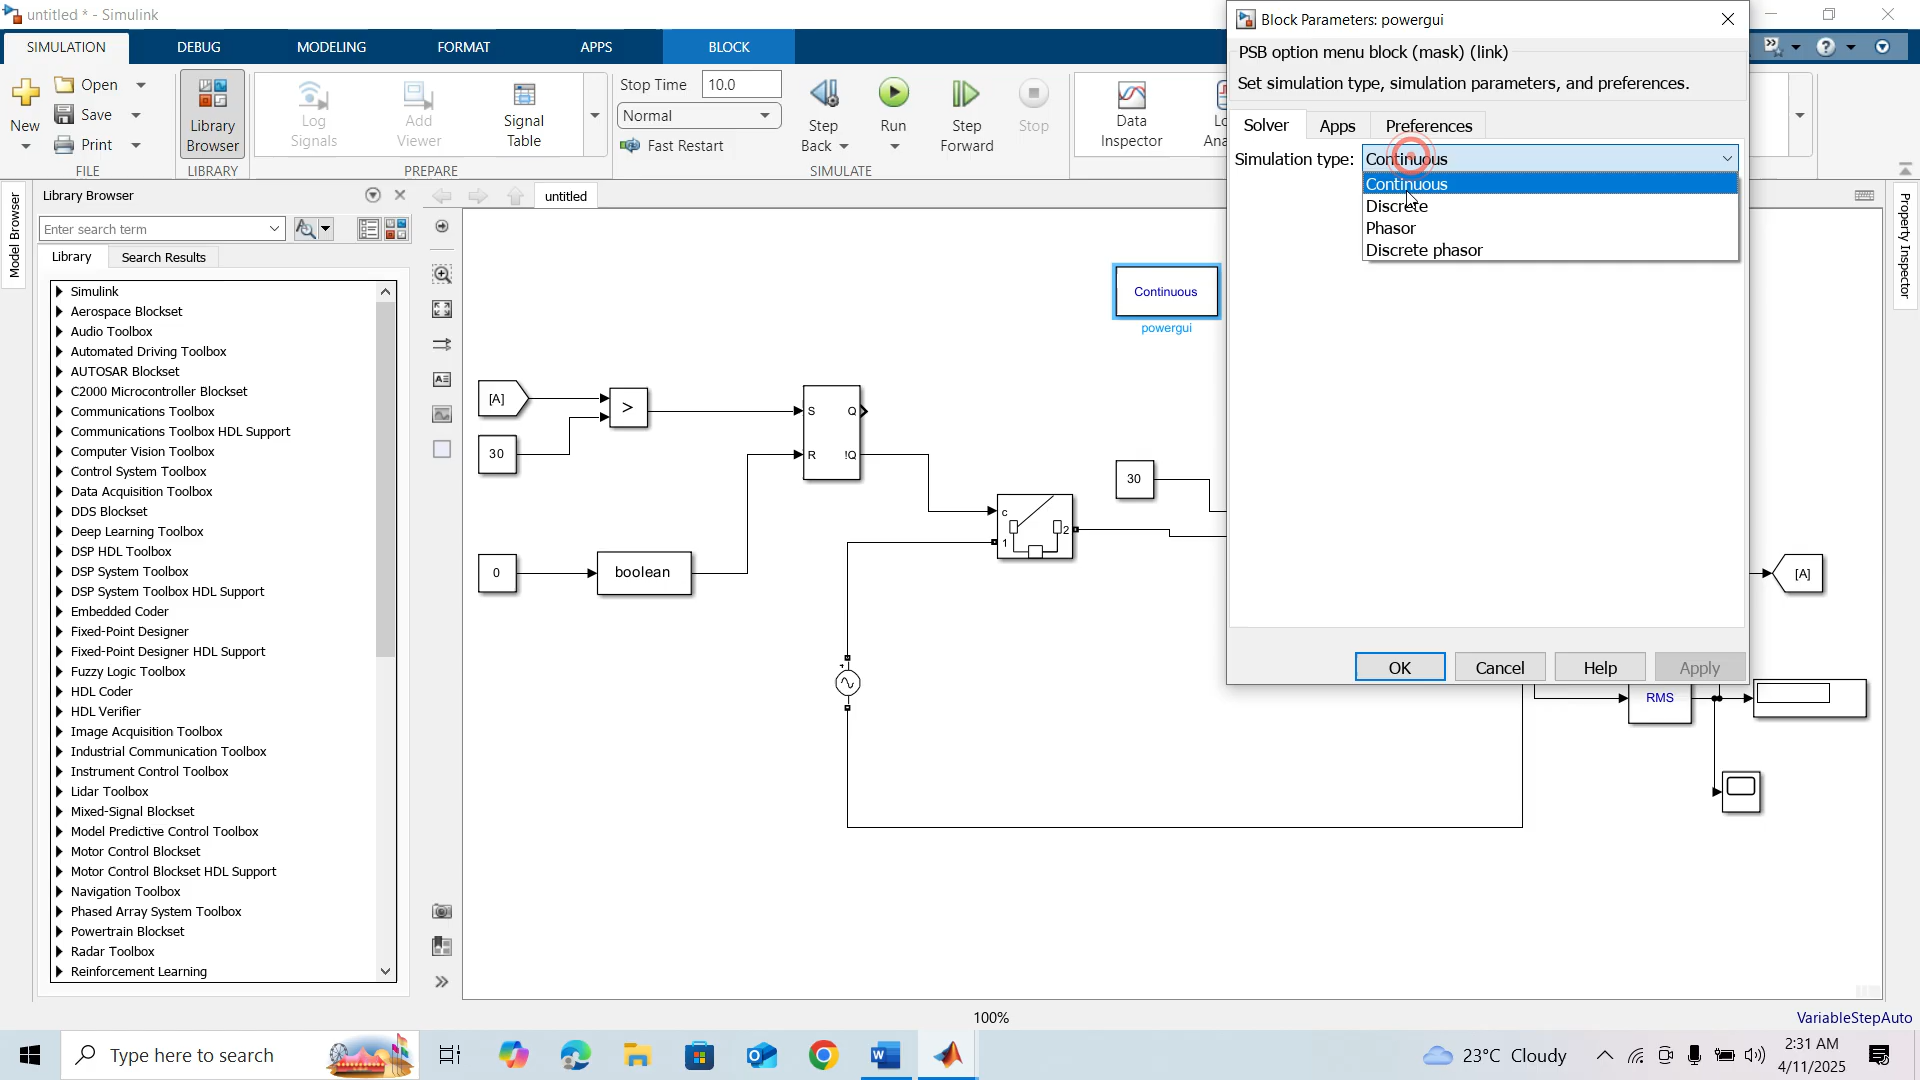 untitled * - Simulink
SIMULATION
DEBUG
MODELING
FORMAT
APPS
BLOCK
New
Open
Save
Print
FILE
Library
Browser
LIBRARY
Log
Signals
Add
Viewer
Signal
Table
PREPARE
Stop Time
10.0
Normal
Fast Restart
Step
Back
Run
Step
Forward
Stop
SIMULATE
Data
Inspector
Block Parameters: powergui
PSB option menu block (mask) (link)
Set simulation type, simulation parameters, and preferences.
Solver
Apps
Preferences
Simulation type:
Continuous
Continuous
Discrete
Phasor
Discrete phasor
OK
Cancel
Help
Apply
Model Browser
Library Browser
Enter search term
Library
Search Results
Simulink
Aerospace Blockset
Audio Toolbox
Automated Driving Toolbox
AUTOSAR Blockset
C2000 Microcontroller Blockset
Communications Toolbox
Communications Toolbox HDL Support
Computer Vision Toolbox
Control System Toolbox
Data Acquisition Toolbox
DDS Blockset
Deep Learning Toolbox
DSP HDL Toolbox
DSP System Toolbox
DSP System Toolbox HDL Support
Embedded Coder
Fixed-Point Designer
Fixed-Point Designer HDL Support
Fuzzy Logic Toolbox
HDL Coder
HDL Verifier
Image Acquisition Toolbox
Industrial Communication Toolbox
Instrument Control Toolbox
Lidar Toolbox
Mixed-Signal Blockset
Model Predictive Control Toolbox
Motor Control Blockset
Motor Control Blockset HDL Support
Navigation Toolbox
Phased Array System Toolbox
Powertrain Blockset
Radar Toolbox
Reinforcement Learning
untitled
Property Inspector
Continuous
powergui
[A]
>
30
S Q
R !Q
0
boolean
c
1
2
30
+
[A]
RMS
100%
VariableStepAuto
Type here to search
23°C Cloudy
2:31 AM
4/11/2025